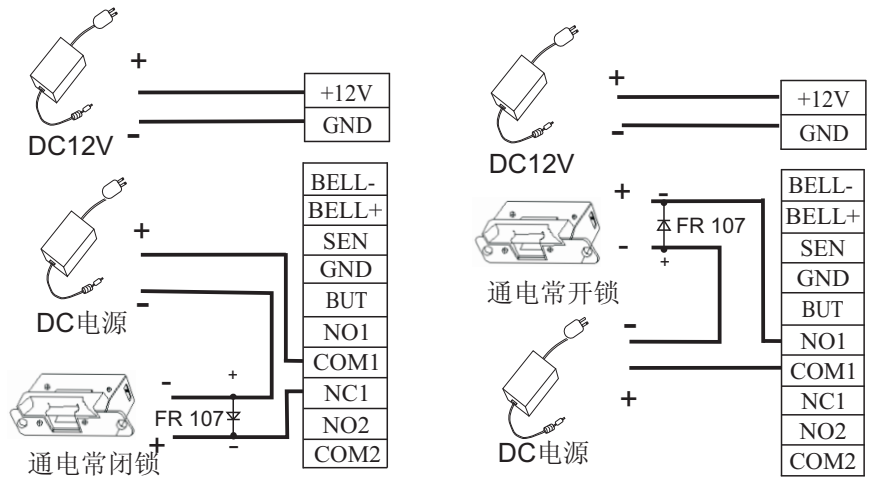 +
+12V
-
GND
DC12V
BELL-
BELL+
SEN
GND
BUT
NO1
COM1
NC1
NO2
COM2
+
-
DC电源
-
+
FR 107
+
-
通电常闭锁
+
+12V
-
GND
DC12V
BELL-
BELL+
SEN
GND
BUT
NO1
COM1
NC1
NO2
COM2
+
-
FR 107
-
+
通电常开锁
-
+
DC电源